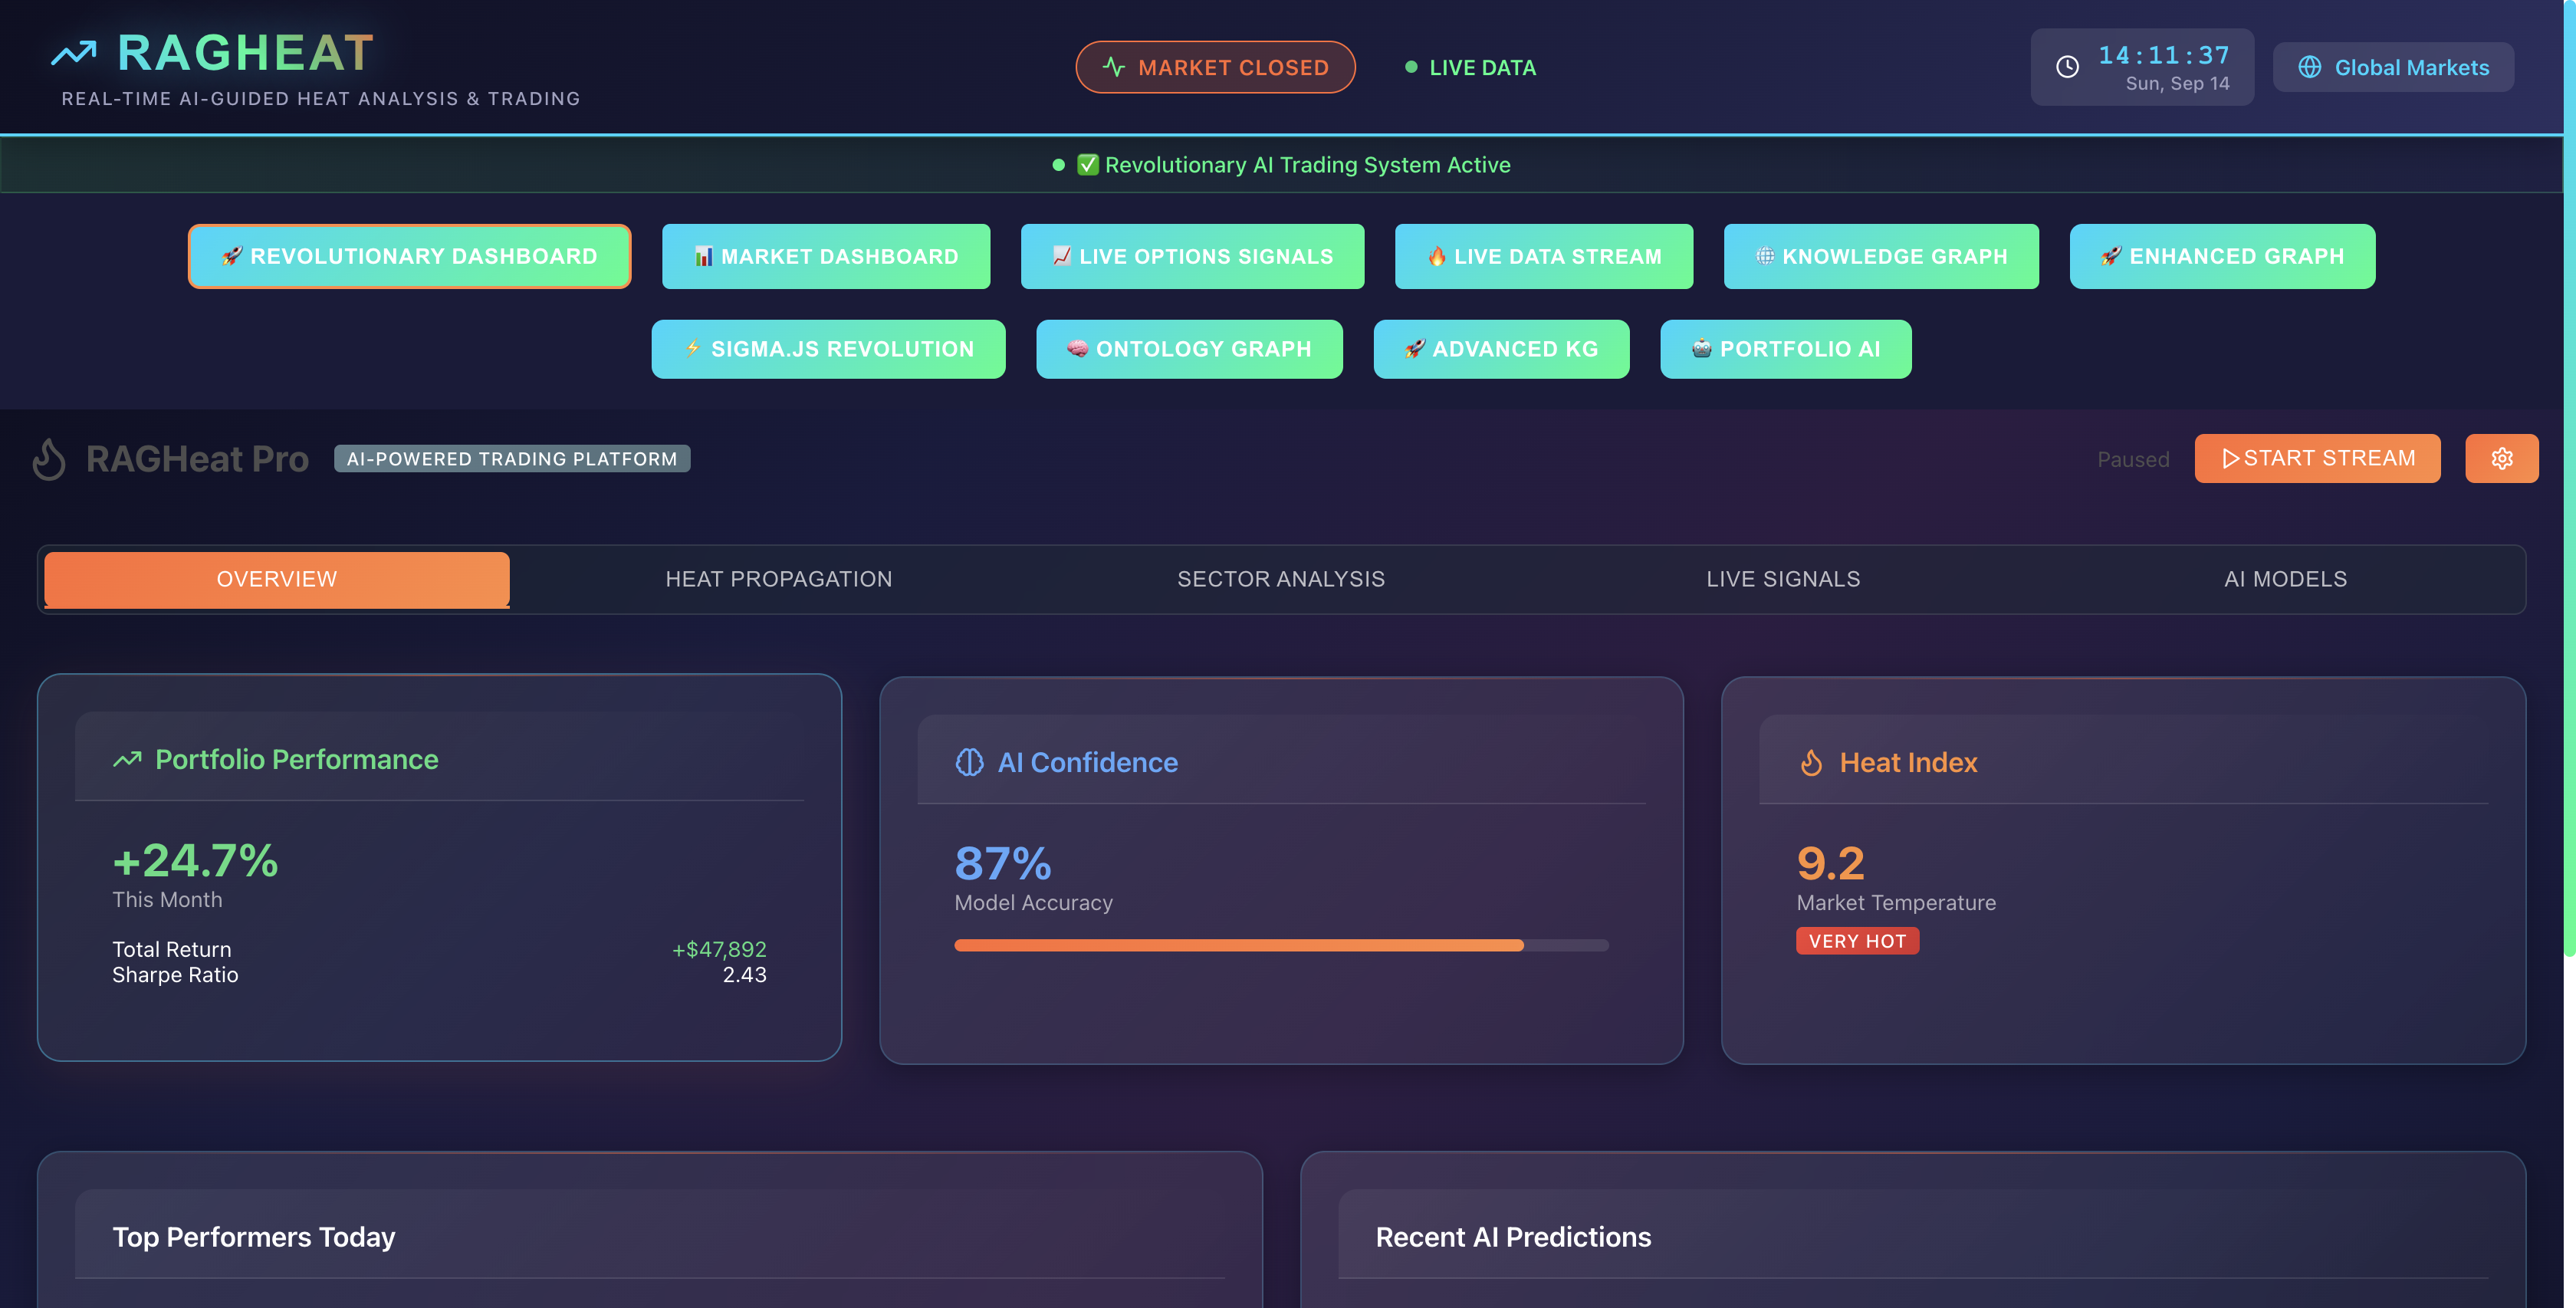 RAGHEAT
REAL-TIME AI-GUIDED HEAT ANALYSIS & TRADING
MARKET CLOSED
LIVE DATA
14:11:37
Sun, Sep 14
Global Markets
✅ Revolutionary AI Trading System Active
🚀 REVOLUTIONARY DASHBOARD
📊 MARKET DASHBOARD
📈 LIVE OPTIONS SIGNALS
🔥 LIVE DATA STREAM
🌐 KNOWLEDGE GRAPH
🚀 ENHANCED GRAPH
⚡ SIGMA.JS REVOLUTION
🧠 ONTOLOGY GRAPH
🚀 ADVANCED KG
🤖 PORTFOLIO AI
RAGHeat Pro
AI-POWERED TRADING PLATFORM
Paused
START STREAM
OVERVIEW
HEAT PROPAGATION
SECTOR ANALYSIS
LIVE SIGNALS
AI MODELS
Portfolio Performance
+24.7%
This Month
Total Return +$47,892
Sharpe Ratio 2.43
AI Confidence
87%
Model Accuracy
Heat Index
9.2
Market Temperature
VERY HOT
Top Performers Today
Recent AI Predictions